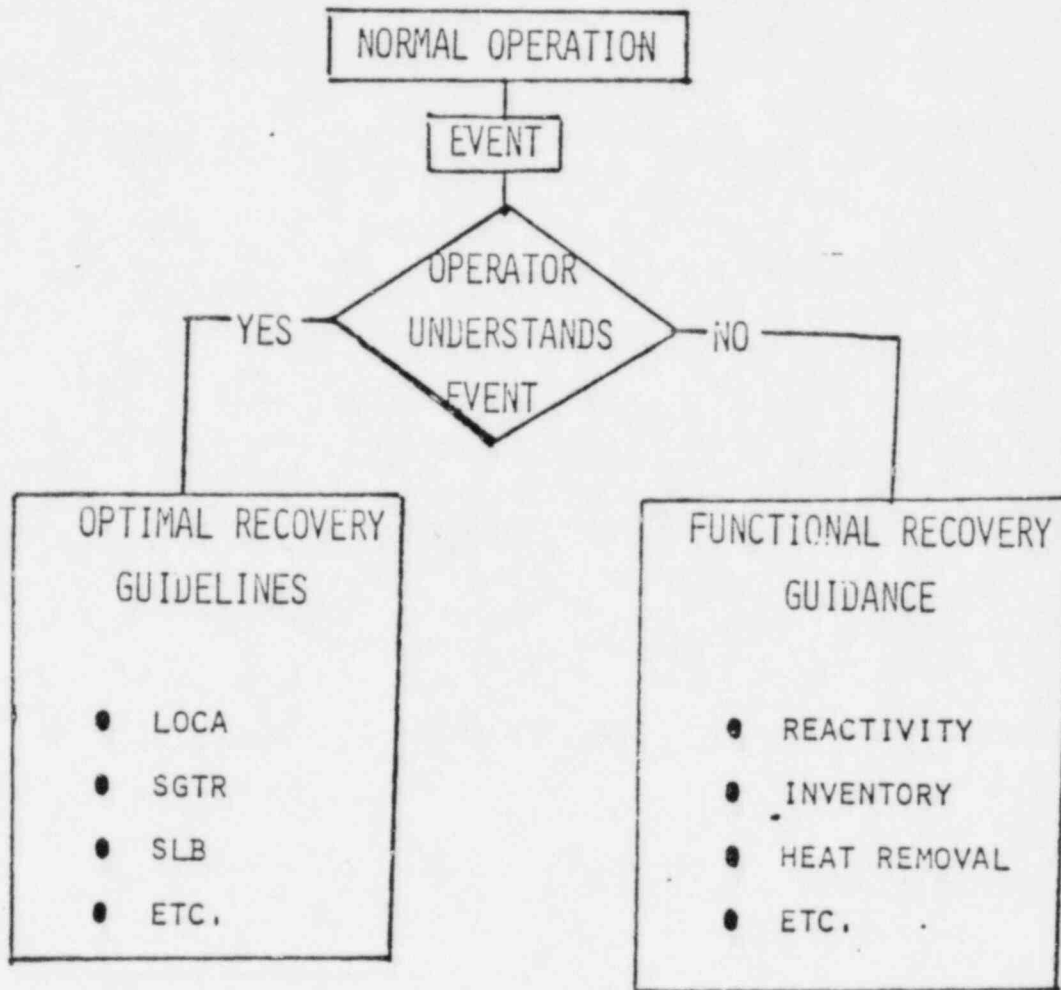 NORMAL OPERATION
EVENT
OPERATOR
UNDERSTANDS
EVENT
YES
NO
OPTIMAL RECOVERY
GUIDELINES
• LOCA
• SGTR
• SLB
• ETC.
FUNCTIONAL RECOVERY
GUIDANCE
• REACTIVITY
• INVENTORY
• HEAT REMOVAL
• ETC.